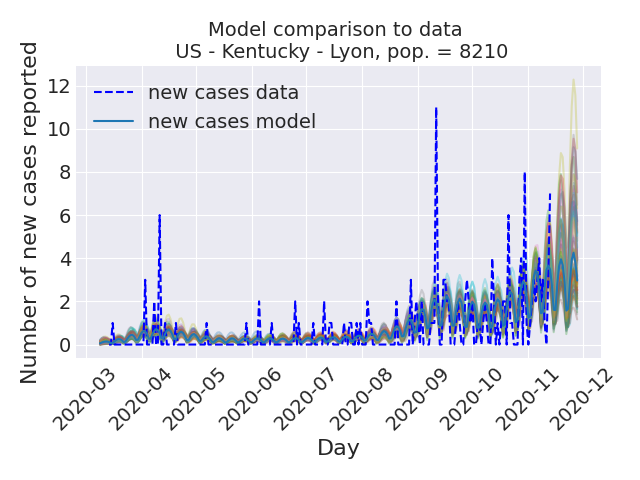 Model comparison to data
US - Kentucky - Lyon, pop. = 8210
Number of new cases reported
12
10
8
6
4
2
0
new cases data
new cases model
2020-03
2020-04
2020-05
2020-06
2020-07
2020-08
2020-09
2020-10
2020-11
2020-12
Day